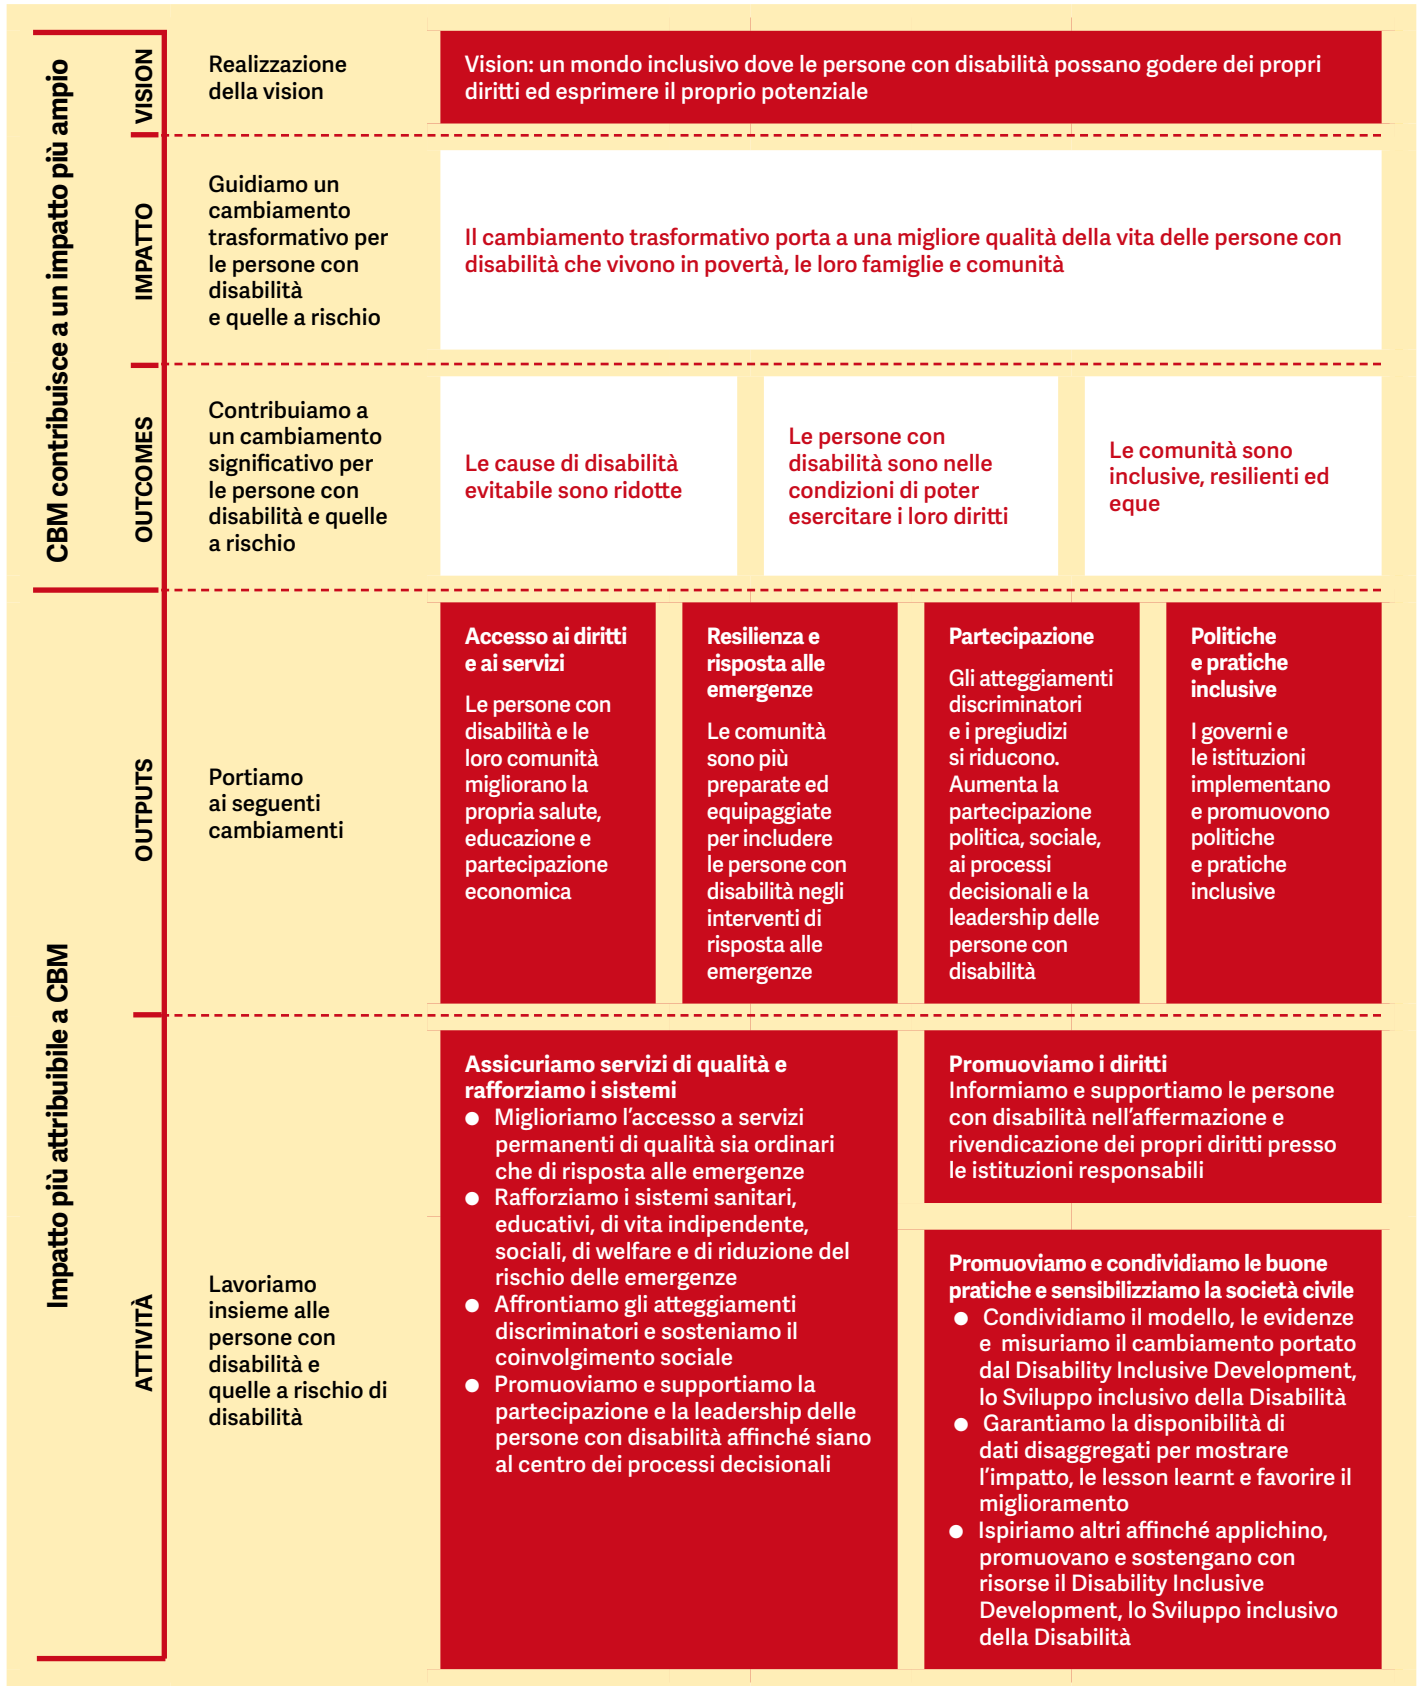 CBM contribuisce a un impatto più ampio
VISION
Realizzazione
della vision
Vision: un mondo inclusivo dove le persone con disabilità possano godere dei propri
diritti ed esprimere il proprio potenziale
IMPATTO
Guidiamo un
cambiamento
trasformativo per
le persone con
disabilità
e quelle a rischio
Il cambiamento trasformativo porta a una migliore qualità della vita delle persone con
disabilità che vivono in povertà, le loro famiglie e comunità
OUTCOMES
Contribuiamo a
un cambiamento
significativo per
le persone con
disabilità e quelle
a rischio
Le cause di disabilità
evitabile sono ridotte
Le persone con
disabilità sono nelle
condizioni di poter
esercitare i loro diritti
Le comunità sono
inclusive, resilienti ed
eque
Impatto più attribuibile a CBM
OUTPUTS
Portiamo
ai seguenti
cambiamenti
Accesso ai diritti
e ai servizi
Le persone con
disabilità e le
loro comunità
migliorano la
propria salute,
educazione e
partecipazione
economica
Resilienza e
risposta alle
emergenze
Le comunità
sono più
preparate ed
equipaggiate
per includere
le persone con
disabilità negli
interventi di
risposta alle
emergenze
Partecipazione
Gli atteggiamenti
discriminatori
e i pregiudizi
si riducono.
Aumenta la
partecipazione
politica, sociale,
ai processi
decisionali e la
leadership delle
persone con
disabilità
Politiche
e pratiche
inclusive
I governi e
le istituzioni
implementano
e promuovono
politiche
e pratiche
inclusive
ATTIVITÀ
Lavoriamo
insieme alle
persone con
disabilità e
quelle a rischio di
disabilità
Assicuriamo servizi di qualità e
rafforziamo i sistemi
● Miglioriamo l'accesso a servizi
permanenti di qualità sia ordinari
che di risposta alle emergenze
● Rafforziamo i sistemi sanitari,
educativi, di vita indipendente,
sociali, di welfare e di riduzione del
rischio delle emergenze
● Affrontiamo gli atteggiamenti
discriminatori e sosteniamo il
coinvolgimento sociale
● Promuoviamo e supportiamo la
partecipazione e la leadership delle
persone con disabilità affinché siano
al centro dei processi decisionali
Promuoviamo i diritti
Informiamo e supportiamo le persone
con disabilità nell'affermazione e
rivendicazione dei propri diritti presso
le istituzioni responsabili
Promuoviamo e condividiamo le buone
pratiche e sensibilizziamo la società civile
● Condividiamo il modello, le evidenze
e misuriamo il cambiamento portato
dal Disability Inclusive Development,
lo Sviluppo inclusivo della Disabilità
● Garantiamo la disponibilità di
dati disaggregati per mostrare
l'impatto, le lesson learnt e favorire il
miglioramento
● Ispiriamo altri affinché applichino,
promuovano e sostengano con
risorse il Disability Inclusive
Development, lo Sviluppo inclusivo
della Disabilità